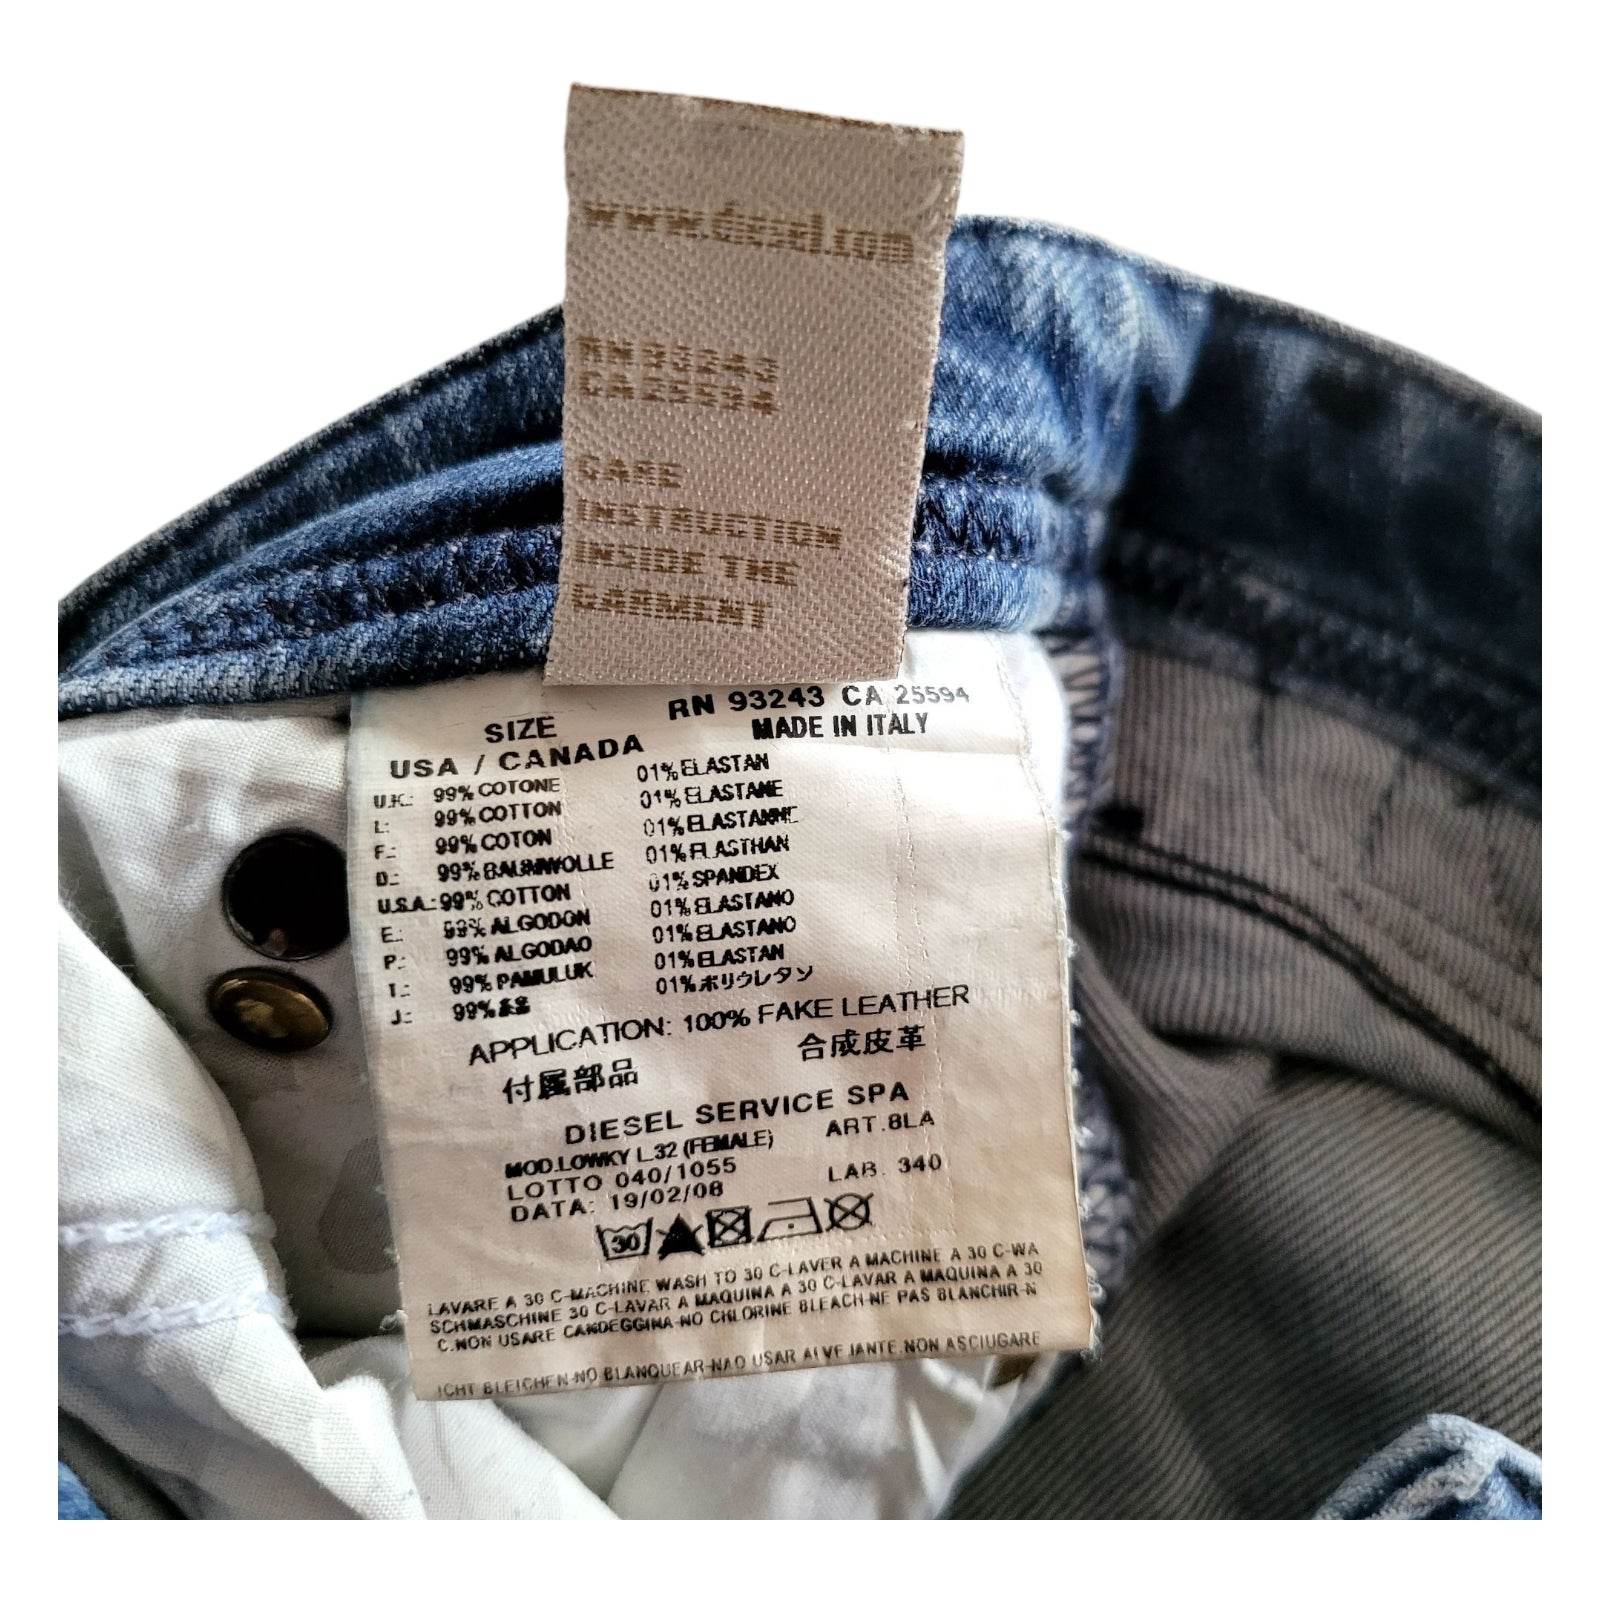 www.diesel.com
RN 93243
CA 25594
CARE
INSTRUCTION
INSIDE THE
GARMENT
RN 93243 CA 25594
SIZE MADE IN ITALY
USA / CANADA
U.K.: 99% COTONE 01% ELASTAN
I.: 99% COTTON 01% ELASTANE
F.: 99% COTON 01% ELASTANHE
D.: 99% BAUMWOLLE 01% ELASTHAN
U.S.A.: 99% COTTON 01% SPANDEX
E.: 99% ALGODON 01% ELASTANO
P.: 99% ALGODAO 01% ELASTANO
T.: 99% PAMULUK 01% ELASTAN
J.: 99% 01% ポリウレタン
APPLICATION: 100% FAKE LEATHER
付属部品 合成皮革
DIESEL SERVICE SPA
MOD.LOWKY L.32 (FEMALE) ART.8LA
LOTTO 040/1055
DATA: 19/02/08 LAB. 340
30
LAVARE A 30 C-MACHINE WASH TO 30 C-LAVER A MACHINE A 30 C-WA
SCHMASCHINE 30 C-LAVAR A MAQUINA A 30 C-LAVAR A MAQUINA A 30
C.NON USARE CANDEGGINA-NO CHLORINE BLEACH-NE PAS BLANCHIR-N
ICHT BLEICHEN-NO BLANQUEAR-NAO USAR ALVEJANTE.NON ASCIUGARE